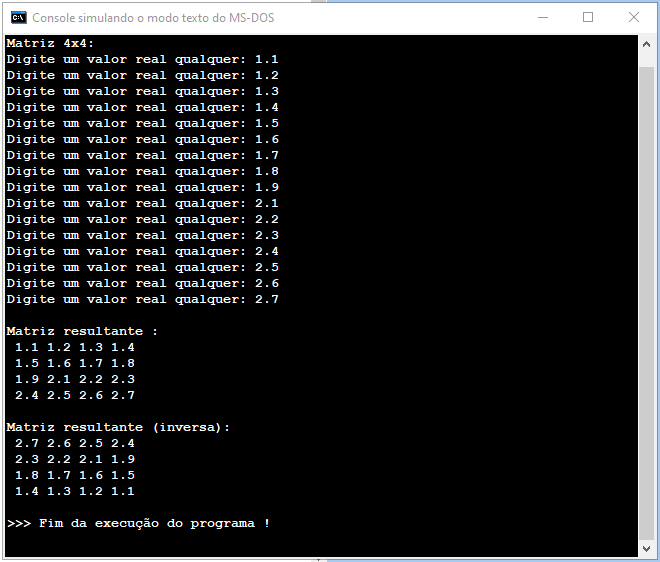 Console simulando o modo texto do MS-DOS
Matriz 4x4:
Digite um valor real qualquer: 1.1
Digite um valor real qualquer: 1.2
Digite um valor real qualquer: 1.3
Digite um valor real qualquer: 1.4
Digite um valor real qualquer: 1.5
Digite um valor real qualquer: 1.6
Digite um valor real qualquer: 1.7
Digite um valor real qualquer: 1.8
Digite um valor real qualquer: 1.9
Digite um valor real qualquer: 2.1
Digite um valor real qualquer: 2.2
Digite um valor real qualquer: 2.3
Digite um valor real qualquer: 2.4
Digite um valor real qualquer: 2.5
Digite um valor real qualquer: 2.6
Digite um valor real qualquer: 2.7
Matriz resultante :
1.1 1.2 1.3 1.4
1.5 1.6 1.7 1.8
1.9 2.1 2.2 2.3
2.4 2.5 2.6 2.7
Matriz resultante (inversa):
2.7 2.6 2.5 2.4
2.3 2.2 2.1 1.9
1.8 1.7 1.6 1.5
1.4 1.3 1.2 1.1
>>> Fim da execução do programa !